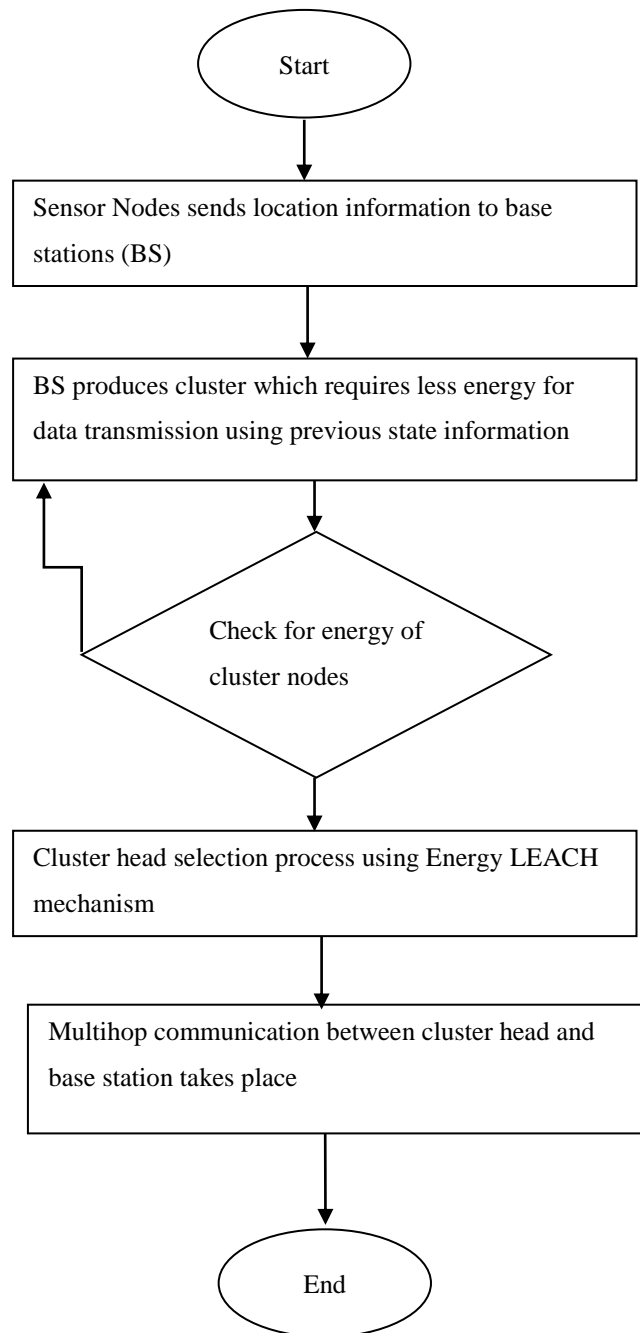 Start
Sensor Nodes sends location information to base
stations (BS)
BS produces cluster which requires less energy for
data transmission using previous state information
Check for energy of
cluster nodes
Cluster head selection process using Energy LEACH
mechanism
Multihop communication between cluster head and
base station takes place
End